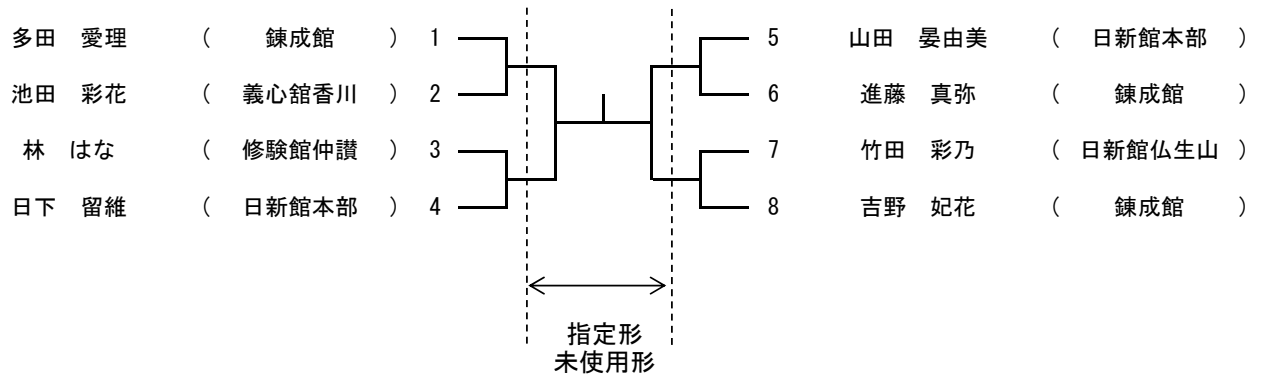 多田　愛理　（　錬成館　）　1
池田　彩花　（　義心舘香川　）　2
林　はな　（　修験館仲讃　）　3
日下　留維　（　日新館本部　）　4
5　山田　晏由美　（　日新館本部　）
6　進藤　真弥　（　錬成館　）
7　竹田　彩乃　（　日新館仏生山　）
8　吉野　妃花　（　錬成館　）
指定形
未使用形